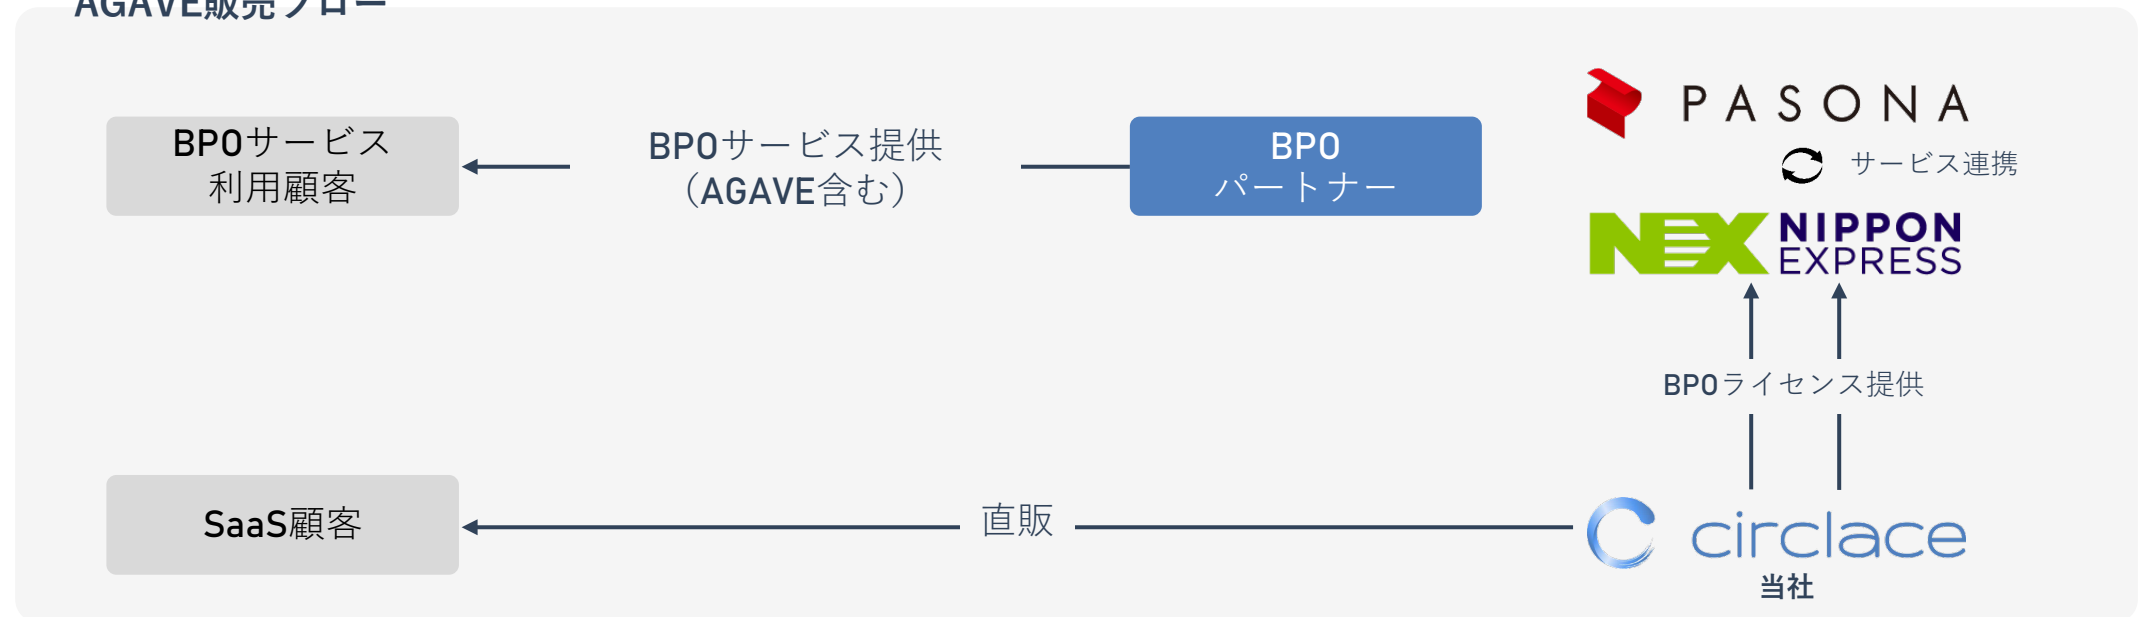 AGAVE販売フロー
PASONA
サービス連携
BPOサービス
利用顧客
BPOサービス提供
（AGAVE含む）
BPO
パートナー
NEX NIPPON
EXPRESS
BPOライセンス提供
SaaS顧客
直販
circlace
当社